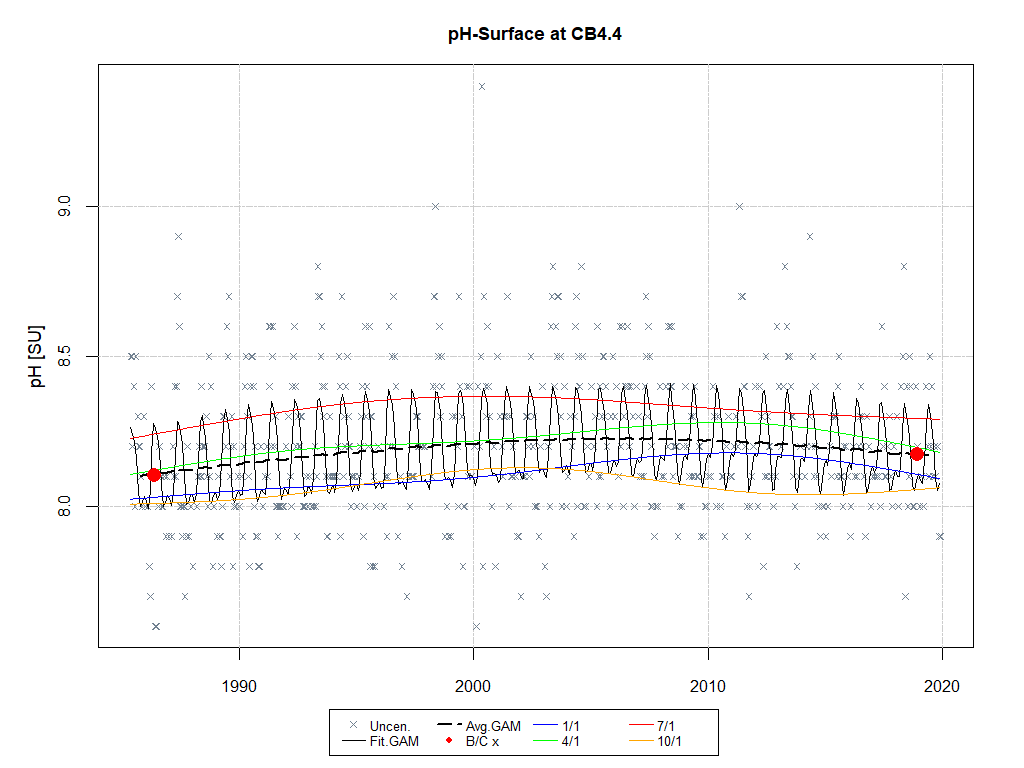 pH-Surface at CB4.4
pH [SU]
9.0
8.5
8.0
1990 2000 2010 2020
Uncen. Avg.GAM 1/1 7/1
Fit.GAM B/C x 4/1 10/1